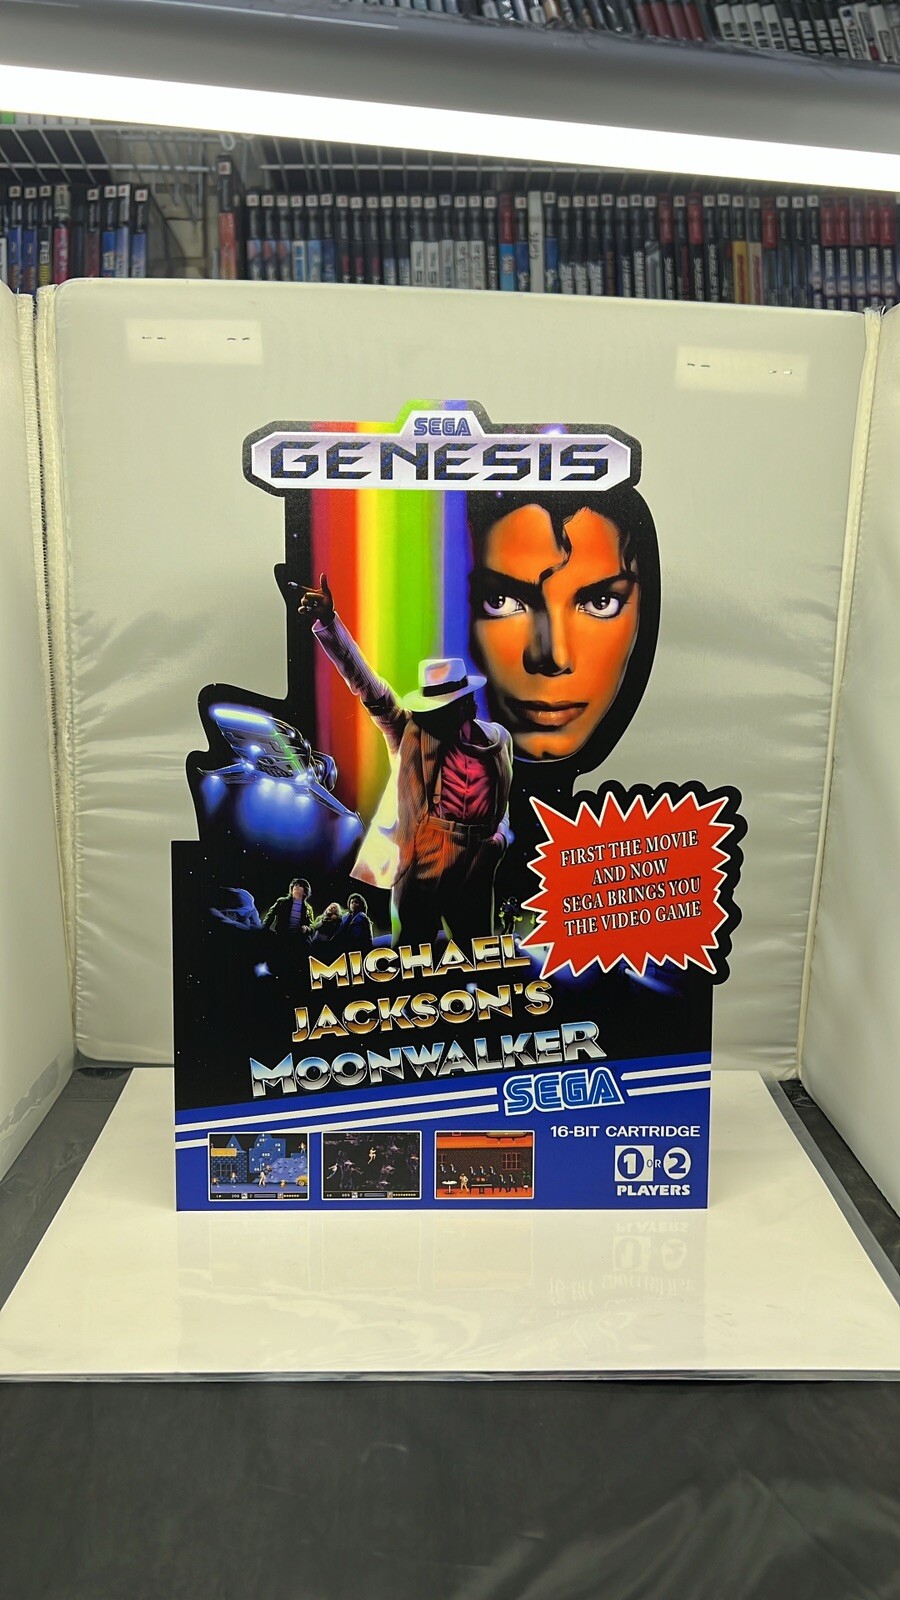 SEGA
GENESIS
FIRST THE MOVIE
AND NOW
SEGA BRINGS YOU
THE VIDEO GAME
MICHAEL
JACKSON'S
MOONWALKER
SEGA
16-BIT CARTRIDGE
1 OR 2
PLAYERS